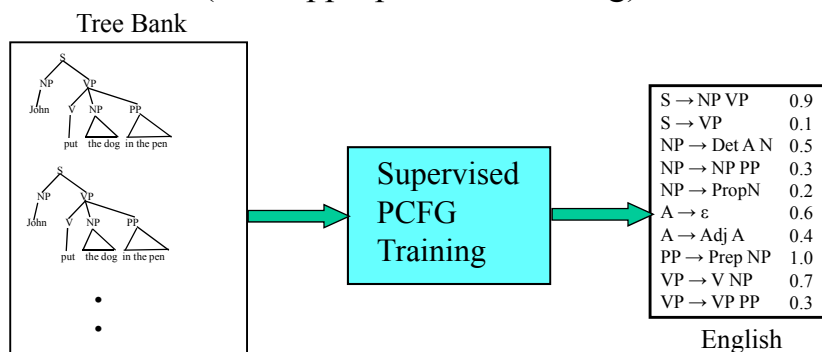 Tree Bank
S
NP VP
John V NP PP
put the dog in the pen
S
NP VP
John V NP PP
put the dog in the pen
Supervised
PCFG
Training
S → NP VP 0.9
S → VP 0.1
NP → Det A N 0.5
NP → NP PP 0.3
NP → PropN 0.2
A → ε 0.6
A → Adj A 0.4
PP → Prep NP 1.0
VP → V NP 0.7
VP → VP PP 0.3
English